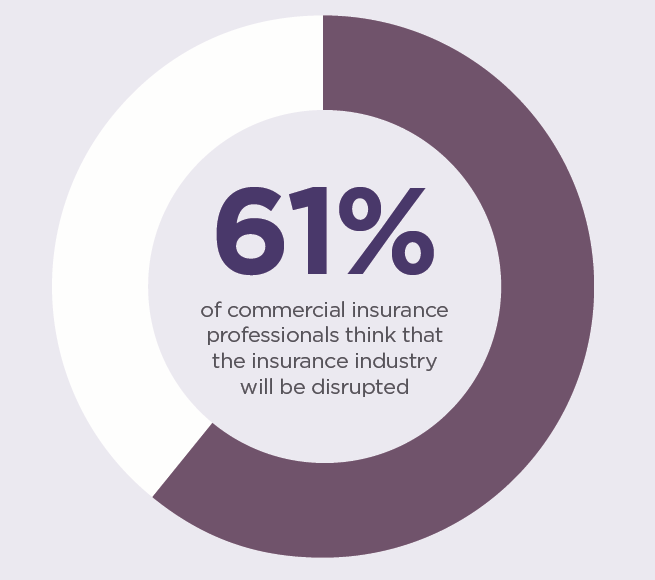 61%
of commercial insurance
professionals think that
the insurance industry
will be disrupted